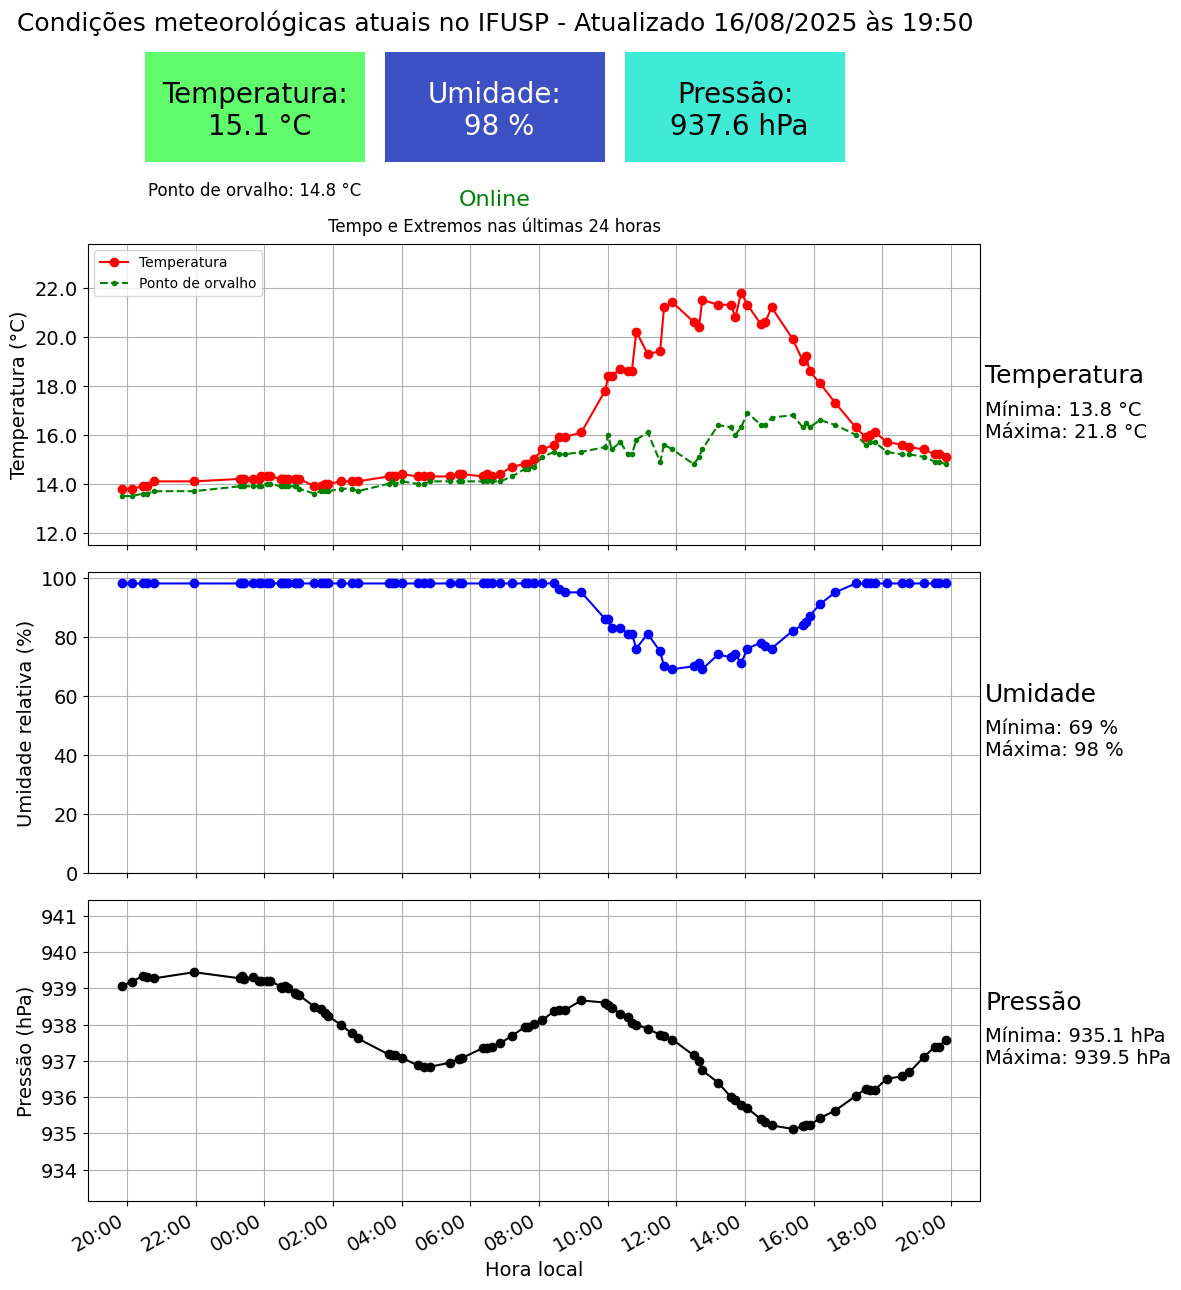 Condições meteorológicas atuais no IFUSP - Atualizado 16/08/2025 às 19:50
Temperatura:
15.1 °C
Umidade:
98 %
Pressão:
937.6 hPa
Ponto de orvalho: 14.8 °C
Online
Tempo e Extremos nas últimas 24 horas
Temperatura
Ponto de orvalho
Temperatura (°C)
22.0
20.0
18.0
16.0
14.0
12.0
Temperatura
Mínima: 13.8 °C
Máxima: 21.8 °C
Umidade relativa (%)
100
80
60
40
20
0
Umidade
Mínima: 69 %
Máxima: 98 %
Pressão (hPa)
941
940
939
938
937
936
935
934
Pressão
Mínima: 935.1 hPa
Máxima: 939.5 hPa
20:00 22:00 00:00 02:00 04:00 06:00 08:00 10:00 12:00 14:00 16:00 18:00 20:00
Hora local